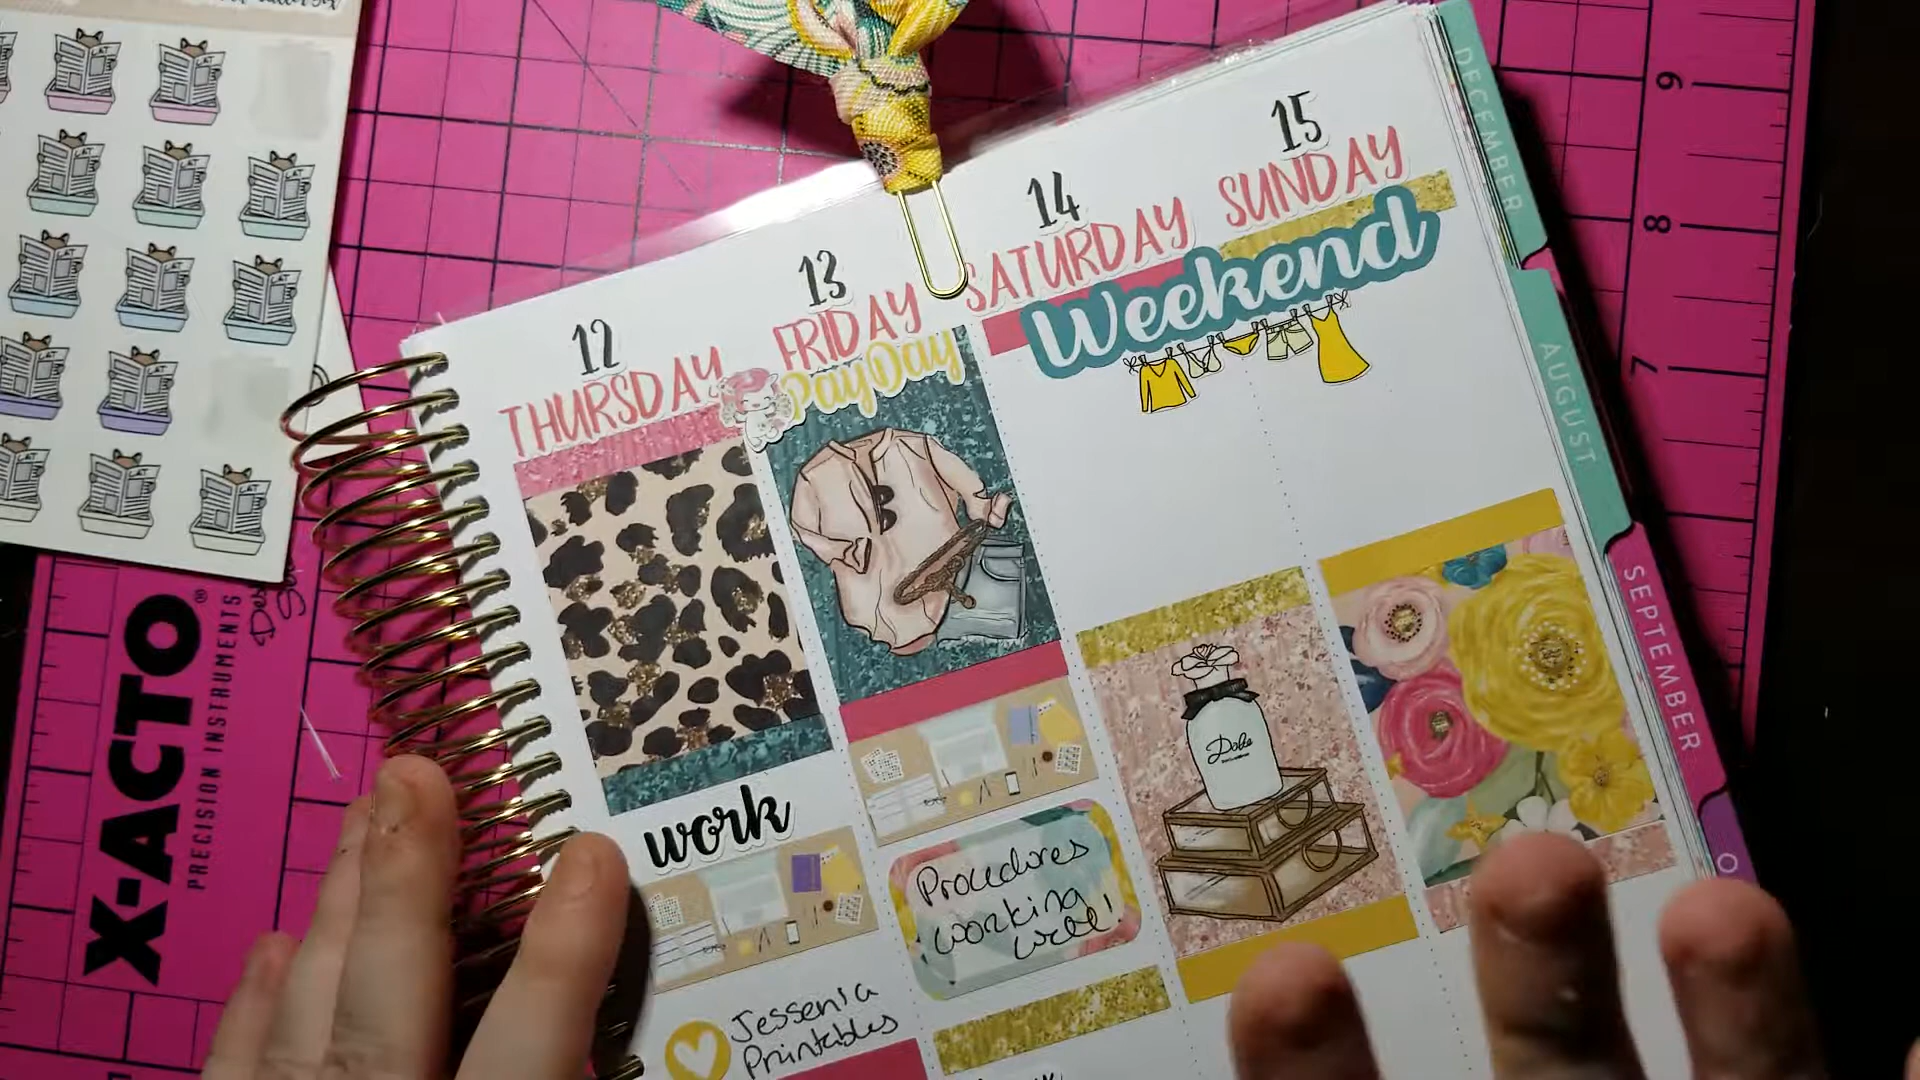 12
THURSDAY
13
FRIDAY
PayDay
14
SATURDAY
15
SUNDAY
Weekend
work
Procedures
working
well!
Jessenia
Printables
Dolce
DECEMBER
AUGUST
SEPTEMBER
O
9
8
7
X-ACTO®
PRECISION INSTRUMENTS